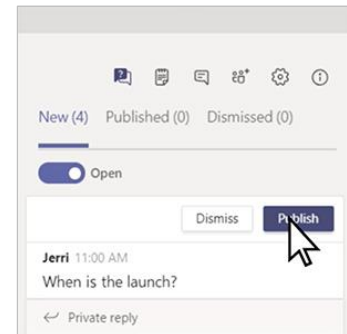 New (4) Published (0) Dismissed (0)
Open
Dismiss Publish
Jerri 11:00 AM
When is the launch?
Private reply